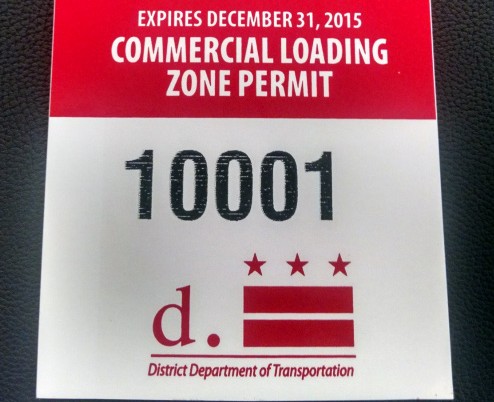 EXPIRES DECEMBER 31, 2015
COMMERCIAL LOADING
ZONE PERMIT
10001
d.
District Department of Transportation